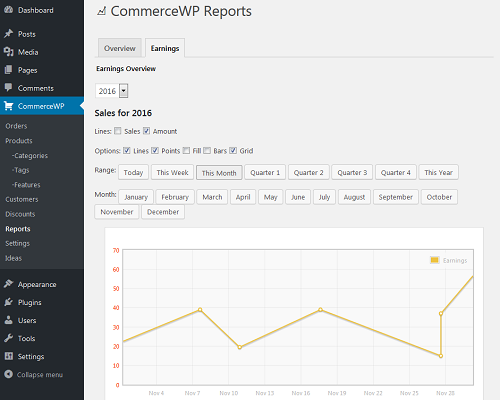 Dashboard
Posts
Media
Pages
Comments
CommerceWP
Orders
Products
-Categories
-Tags
-Features
Customers
Discounts
Reports
Settings
Ideas
Appearance
Plugins
Users
Tools
Settings
Collapse menu
CommerceWP Reports
Overview Earnings
Earnings Overview
2016
Sales for 2016
Lines: Sales Amount
Options: Lines Points Fill Bars Grid
Range: Today This Week This Month Quarter 1 Quarter 2 Quarter 3 Quarter 4 This Year
Month: January February March April May June July August September October
November December
Earnings
70
60
50
40
30
20
10
0
Nov 4 Nov 7 Nov 10 Nov 13 Nov 16 Nov 19 Nov 22 Nov 25 Nov 28